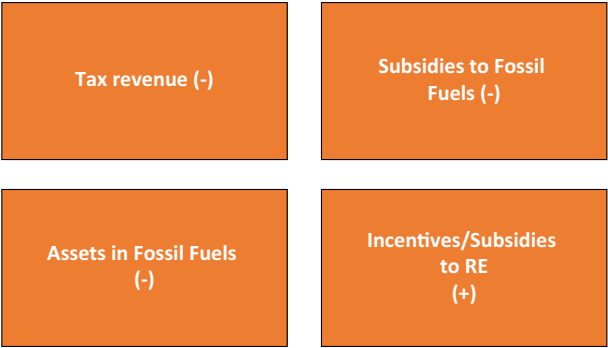 Tax revenue (-)
Subsidies to Fossil
Fuels (-)
Assets in Fossil Fuels
(-)
Incentives/Subsidies
to RE
(+)